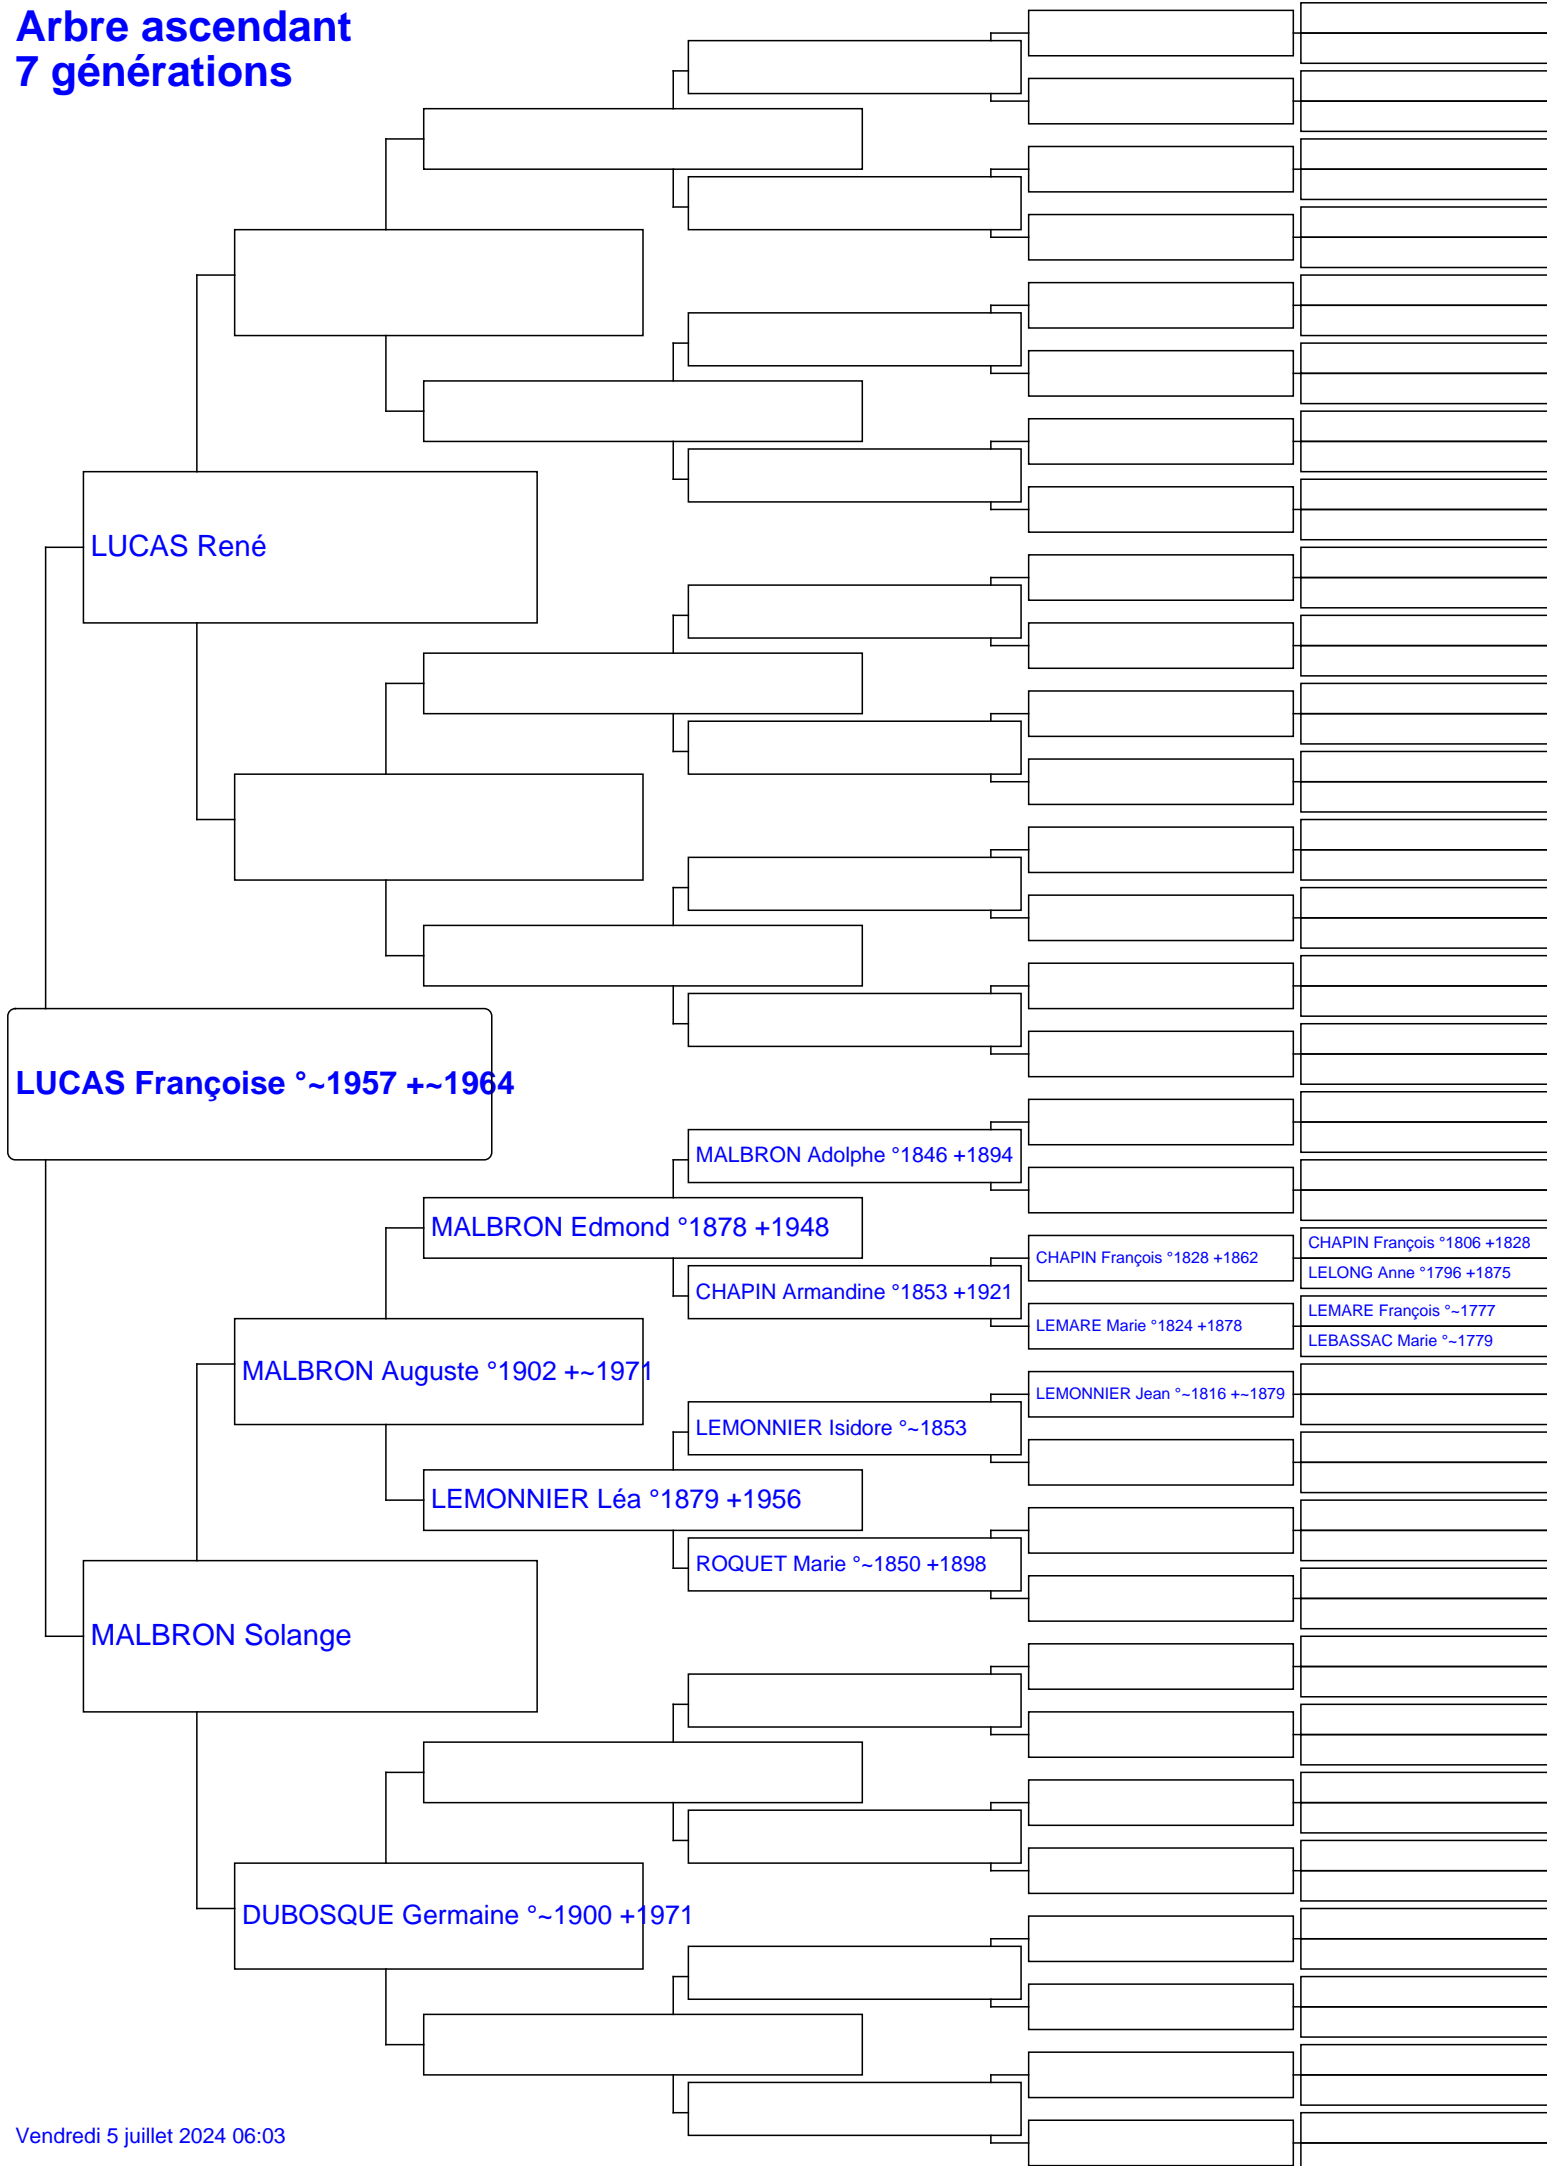 Arbre ascendant
7 générations
LUCAS René
LUCAS Françoise °~1957 +~1964
MALBRON Adolphe °1846 +1894
MALBRON Edmond °1878 +1948
CHAPIN François °1828 +1862
CHAPIN François °1806 +1828
LELONG Anne °1796 +1875
CHAPIN Armandine °1853 +1921
LEMARE Marie °1824 +1878
LEMARE François °~1777
LEBASSAC Marie °~1779
MALBRON Auguste °1902 +~1971
LEMONNIER Jean °~1816 +~1879
LEMONNIER Isidore °~1853
LEMONNIER Léa °1879 +1956
ROQUET Marie °~1850 +1898
MALBRON Solange
DUBOSQUE Germaine °~1900 +1971
Vendredi 5 juillet 2024 06:03